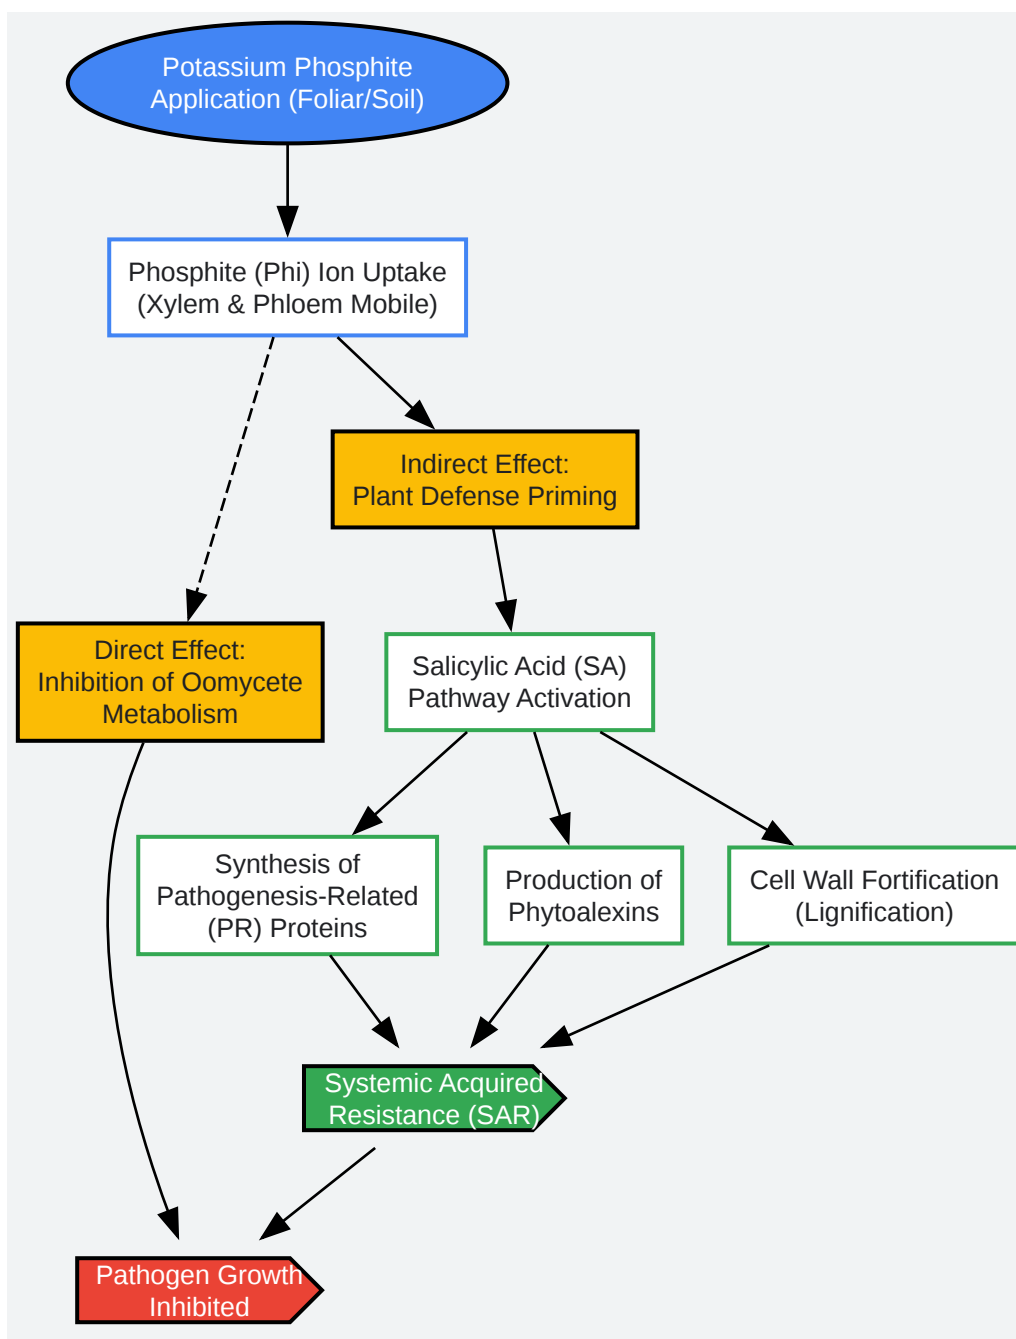 Potassium Phosphite
Application (Foliar/Soil)
Phosphite (Phi) Ion Uptake
(Xylem & Phloem Mobile)
Indirect Effect:
Plant Defense Priming
Direct Effect:
Inhibition of Oomycete
Metabolism
Salicylic Acid (SA)
Pathway Activation
Synthesis of
Pathogenesis-Related
(PR) Proteins
Production of
Phytoalexins
Cell Wall Fortification
(Lignification)
Systemic Acquired
Resistance (SAR)
Pathogen Growth
Inhibited